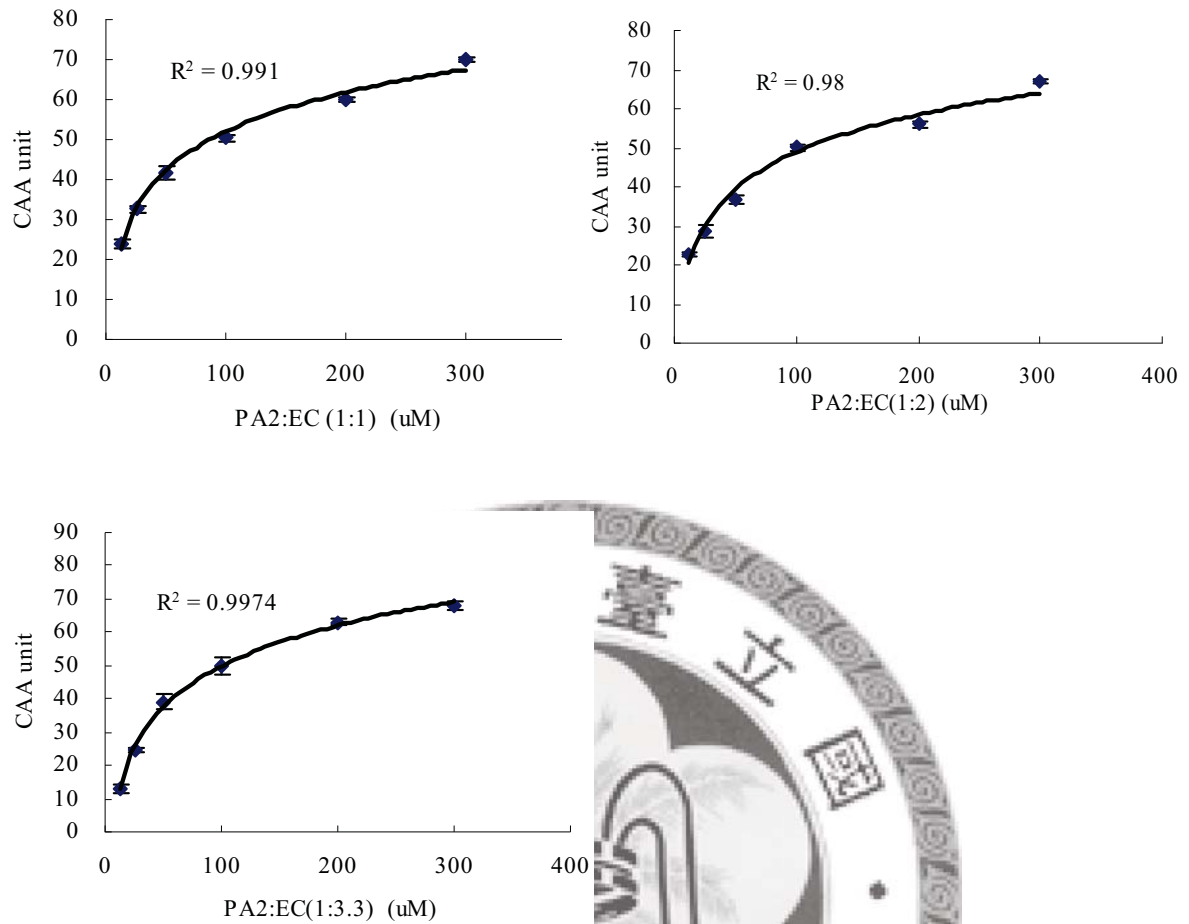 80
70
60
50
40
30
20
10
0
CAA unit
R² = 0.991
0 100 200 300
PA2:EC (1:1) (uM)
80
70
60
50
40
30
20
10
0
CAA unit
R² = 0.98
0 100 200 300 400
PA2:EC(1:2) (uM)
90
80
70
60
50
40
30
20
10
0
CAA unit
R² = 0.9974
0 100 200 300 400
PA2:EC(1:3.3) (uM)
臺
立
國